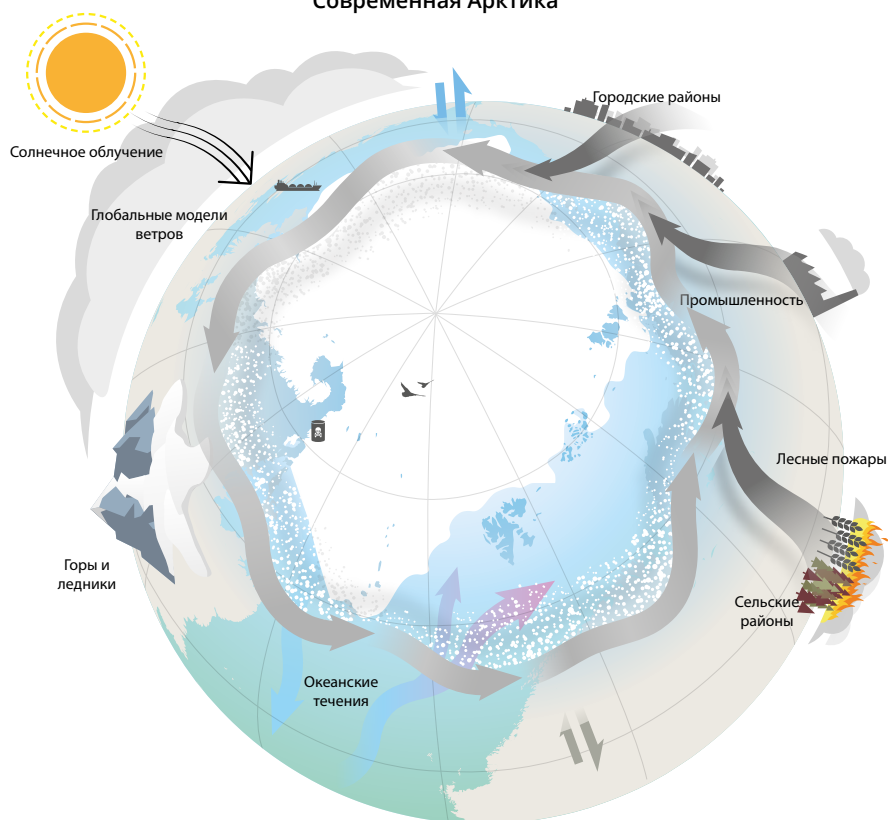 Современная Арктика
Городские районы
Солнечное облучение
Глобальные модели
ветров
Промышленность
Лесные пожары
Горы и
ледники
Сельские
районы
Океанские
течения